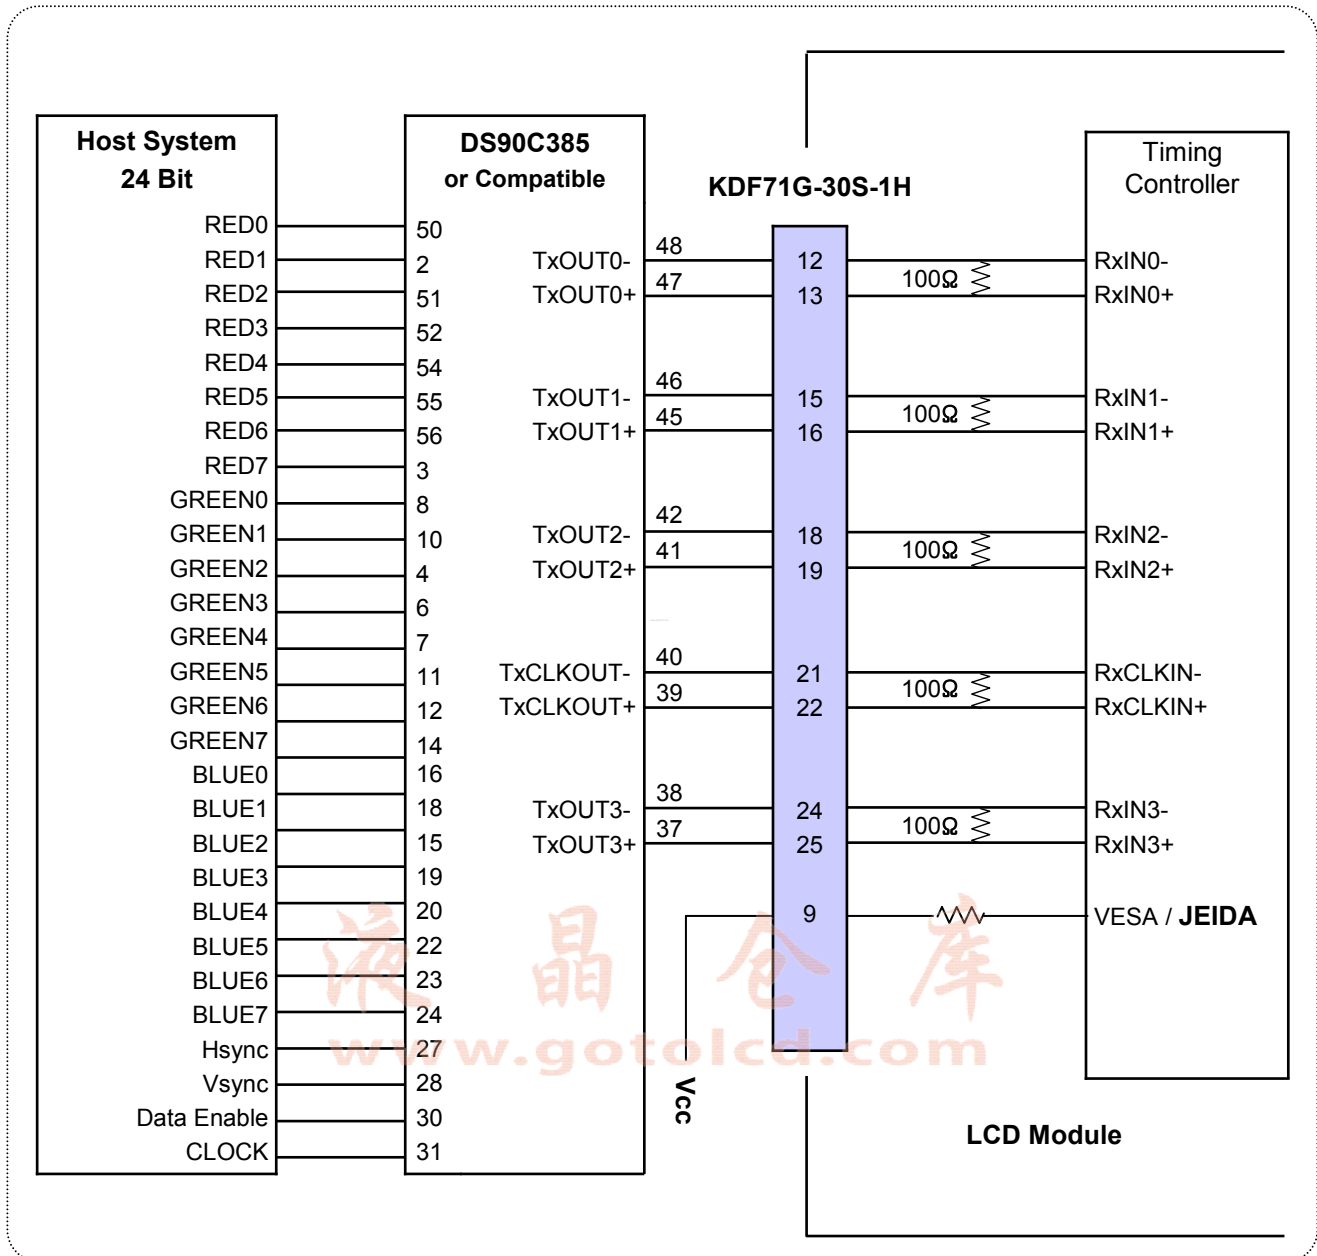 Host System
24 Bit
RED0
RED1
RED2
RED3
RED4
RED5
RED6
RED7
GREEN0
GREEN1
GREEN2
GREEN3
GREEN4
GREEN5
GREEN6
GREEN7
BLUE0
BLUE1
BLUE2
BLUE3
BLUE4
BLUE5
BLUE6
BLUE7
Hsync
Vsync
Data Enable
CLOCK
DS90C385
or Compatible
50
2
51
52
54
55
56
3
8
10
4
6
7
11
12
14
16
18
15
19
20
22
23
24
27
28
30
31
TxOUT0-
TxOUT0+
TxOUT1-
TxOUT1+
TxOUT2-
TxOUT2+
TxCLKOUT-
TxCLKOUT+
TxOUT3-
TxOUT3+
48
47
46
45
42
41
40
39
38
37
Vcc
KDF71G-30S-1H
12
13
15
16
18
19
21
22
24
25
9
100Ω
100Ω
100Ω
100Ω
100Ω
Timing
Controller
RxIN0-
RxIN0+
RxIN1-
RxIN1+
RxIN2-
RxIN2+
RxCLKIN-
RxCLKIN+
RxIN3-
RxIN3+
VESA / JEIDA
LCD Module
液晶仓库
www.gotolcd.com